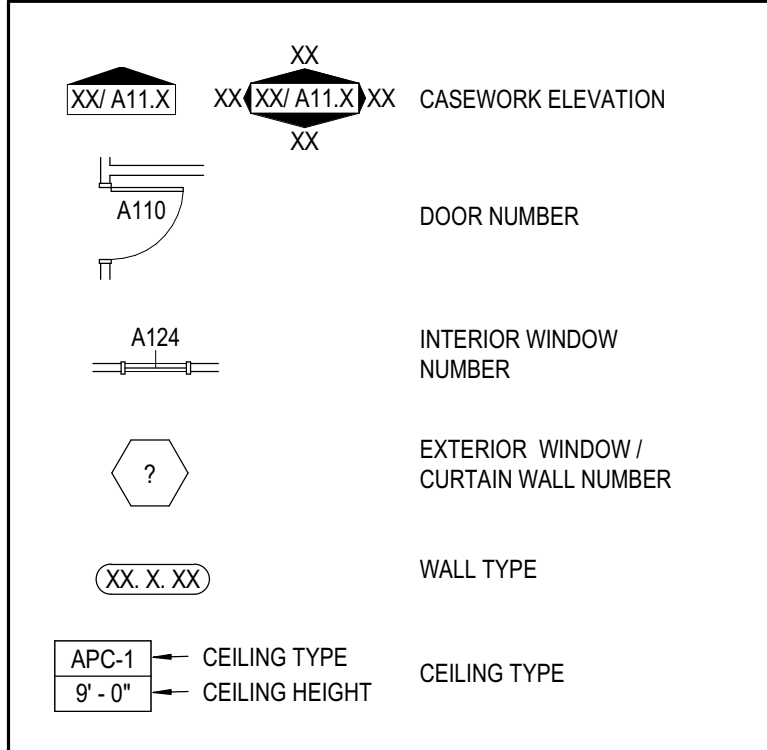 XX
XX/ A11.X XX XX/ A11.X XX CASEWORK ELEVATION
XX
A110 DOOR NUMBER
A124 INTERIOR WINDOW
NUMBER
? EXTERIOR WINDOW /
CURTAIN WALL NUMBER
XX. X. XX WALL TYPE
APC-1 CEILING TYPE
9' - 0" CEILING HEIGHT
CEILING TYPE